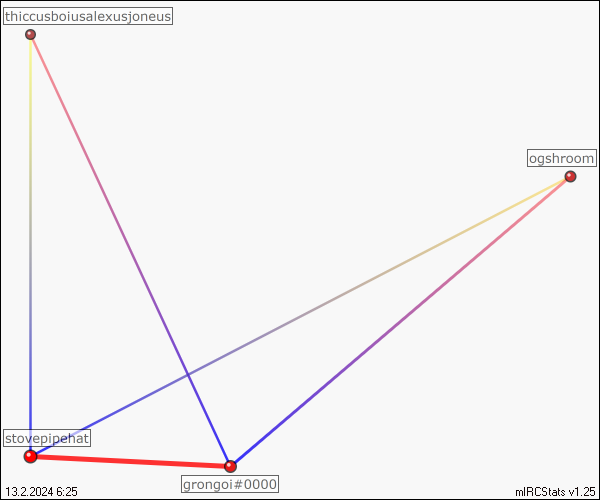 thiccusboiusalexusjoneus
ogshroom
stovepipehat
grongoi#0000
13.2.2024 6:25
mIRCStats v1.25